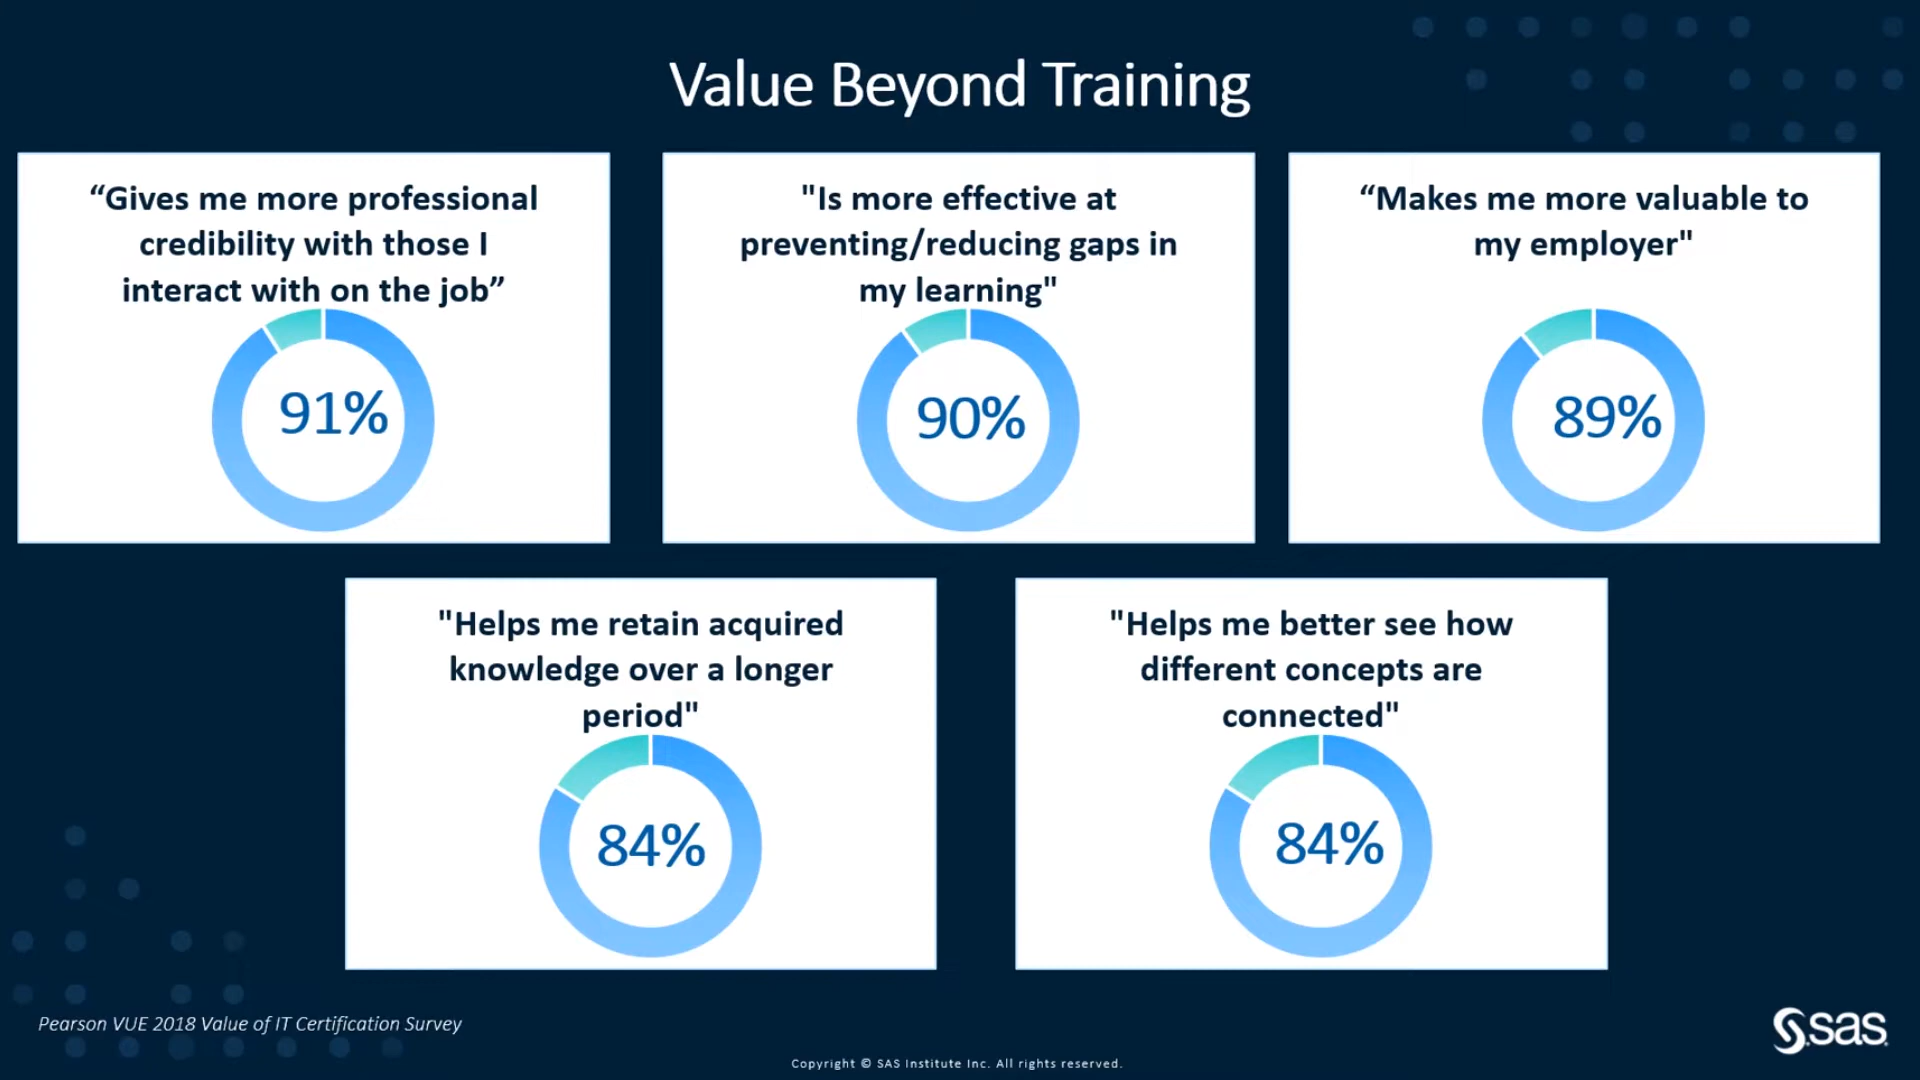 Value Beyond Training
“Gives me more professional
credibility with those I
interact with on the job”
91%
"Is more effective at
preventing/reducing gaps in
my learning"
90%
“Makes me more valuable to
my employer"
89%
"Helps me retain acquired
knowledge over a longer
period"
84%
"Helps me better see how
different concepts are
connected"
84%
Pearson VUE 2018 Value of IT Certification Survey
sas
Copyright © SAS Institute Inc. All rights reserved.